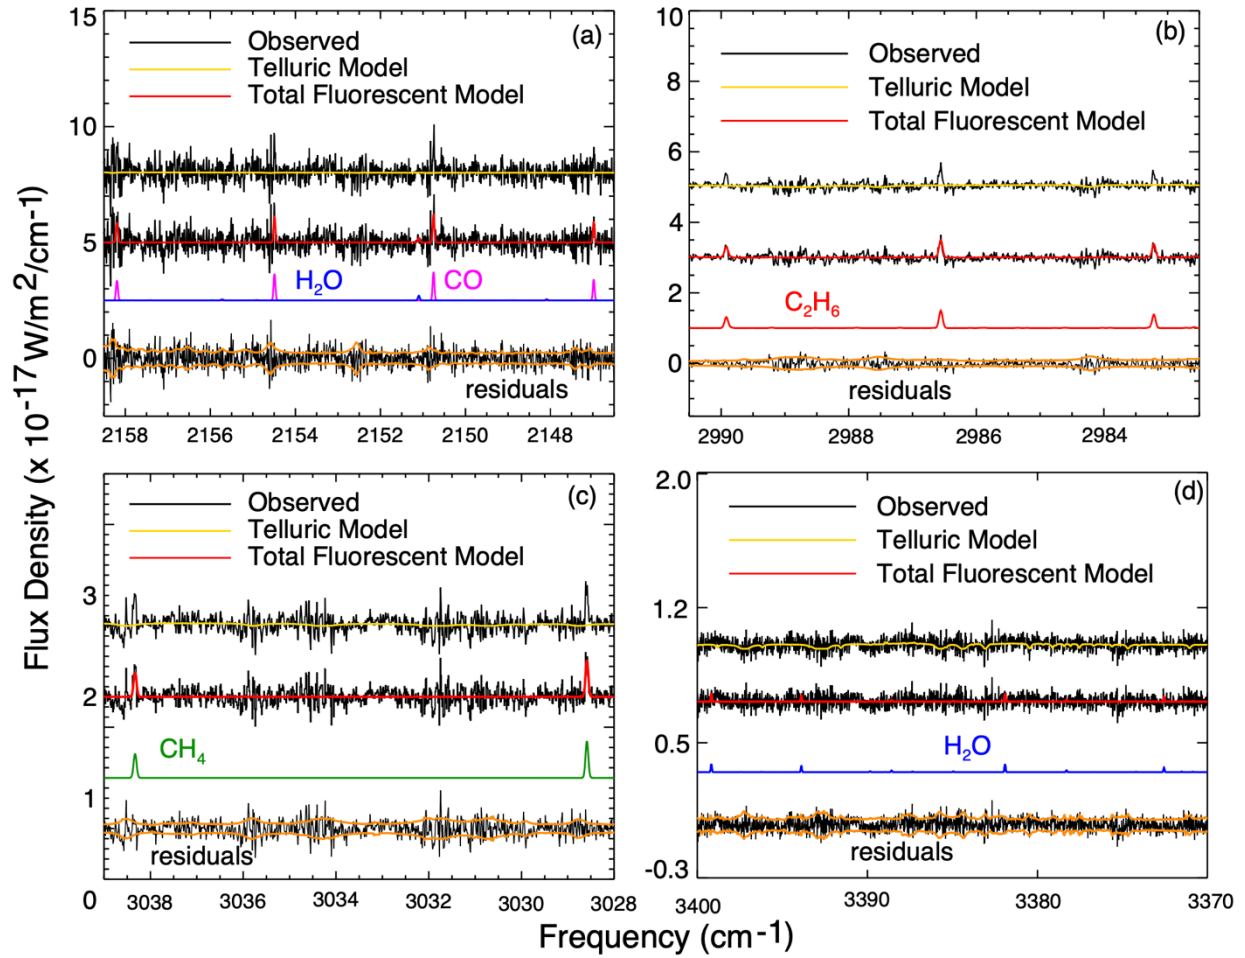 Flux Density (x 10-17W/m2/cm-1)
15
10
5
0
(a)
Observed
Telluric Model
Total Fluorescent Model
H2O
CO
residuals
2158 2156 2154 2152 2150 2148
10
8
6
4
2
0
(b)
Observed
Telluric Model
Total Fluorescent Model
C2H6
residuals
2990 2988 2986 2984
3
2
1
0
(c)
Observed
Telluric Model
Total Fluorescent Model
CH4
residuals
3038 3036 3034 3032 3030 3028
2.0
1.2
0.5
-0.3
(d)
Observed
Telluric Model
Total Fluorescent Model
H2O
residuals
3400 3390 3380 3370
Frequency (cm-1)